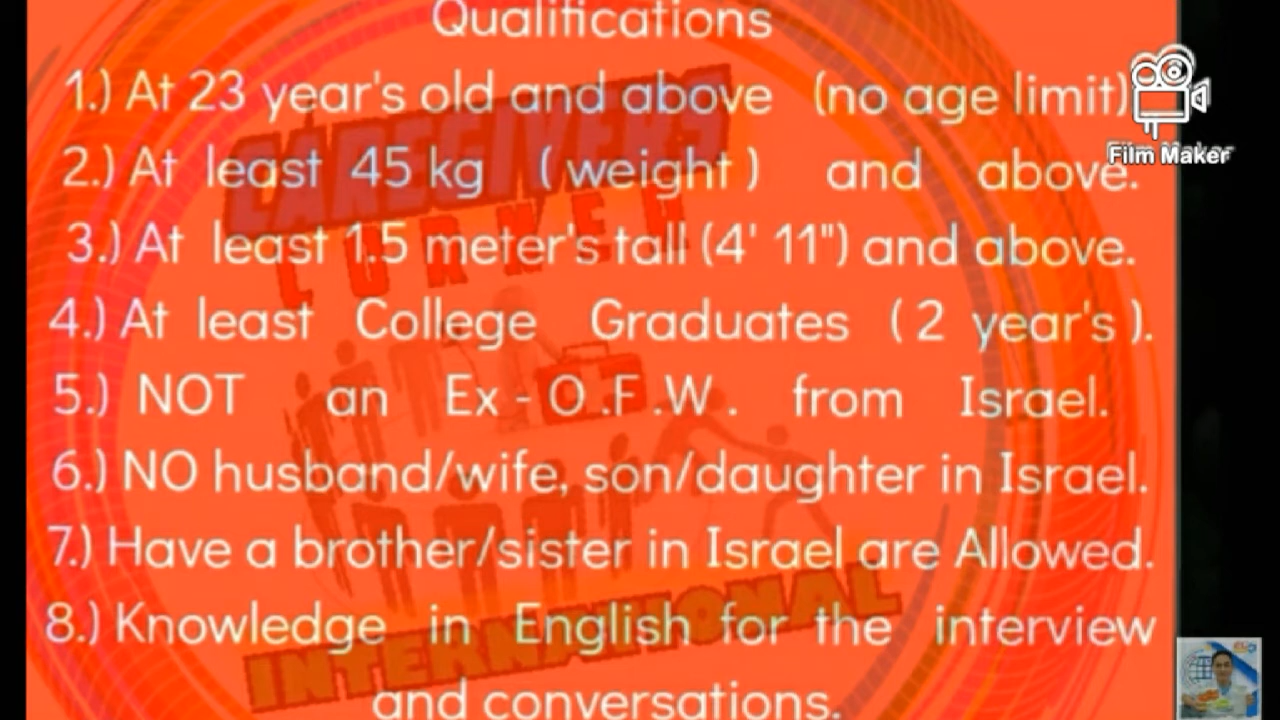 Qualifications
1.) At 23 year's old and above (no age limit)
Film Maker
2.) At least 45 kg ( weight ) and above.
3.) At least 1.5 meter's tall (4' 11") and above.
4.) At least College Graduates ( 2 year's ).
5.) NOT an Ex - O .F .W . from Israel.
6.) NO husband/wife, son/daughter in Israel.
7.) Have a brother/sister in Israel are Allowed.
8.) Knowledge in English for the interview
and conversations.
CAREGIVERS
CORNER
INTERNATIONAL